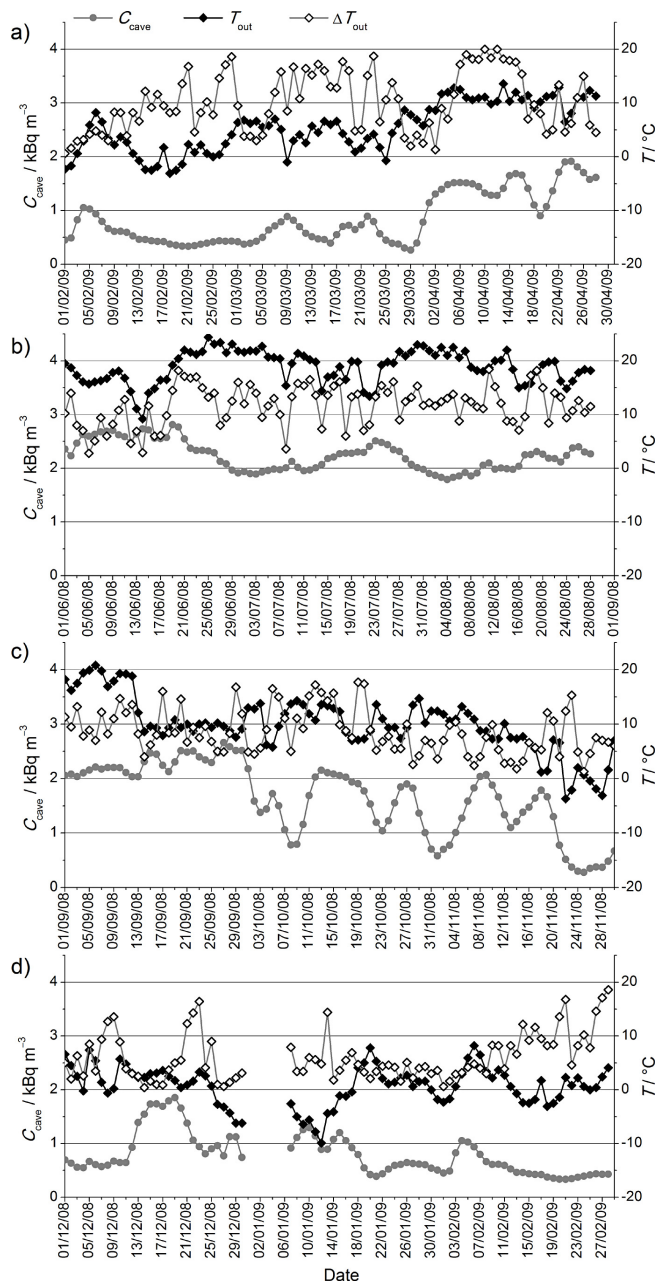 C cave T out ΔT out
a)
4 3 2 1 0
C cave / kBq m⁻³
20 10 0 -10 -20
T / °C
01/02/09 05/02/09 09/02/09 13/02/09 17/02/09 21/02/09 25/02/09 01/03/09 05/03/09 09/03/09 13/03/09 17/03/09 21/03/09 25/03/09 29/03/09 02/04/09 06/04/09 10/04/09 14/04/09 18/04/09 22/04/09 26/04/09 30/04/09
b)
4 3 2 1 0
C cave / kBq m⁻³
20 10 0 -10 -20
T / °C
01/06/08 05/06/08 09/06/08 13/06/08 17/06/08 21/06/08 25/06/08 29/06/08 03/07/08 07/07/08 11/07/08 15/07/08 19/07/08 23/07/08 27/07/08 31/07/08 04/08/08 08/08/08 12/08/08 16/08/08 20/08/08 24/08/08 28/08/08 01/09/08
c)
4 3 2 1 0
C cave / kBq m⁻³
20 10 0 -10 -20
T / °C
01/09/08 05/09/08 09/09/08 13/09/08 17/09/08 21/09/08 25/09/08 29/09/08 03/10/08 07/10/08 11/10/08 15/10/08 19/10/08 23/10/08 27/10/08 31/10/08 04/11/08 08/11/08 12/11/08 16/11/08 20/11/08 24/11/08 28/11/08
d)
4 3 2 1 0
C cave / kBq m⁻³
20 10 0 -10 -20
T / °C
01/12/08 05/12/08 09/12/08 13/12/08 17/12/08 21/12/08 25/12/08 29/12/08 02/01/09 06/01/09 10/01/09 14/01/09 18/01/09 22/01/09 26/01/09 30/01/09 03/02/09 07/02/09 11/02/09 15/02/09 19/02/09 23/02/09 27/02/09
Date